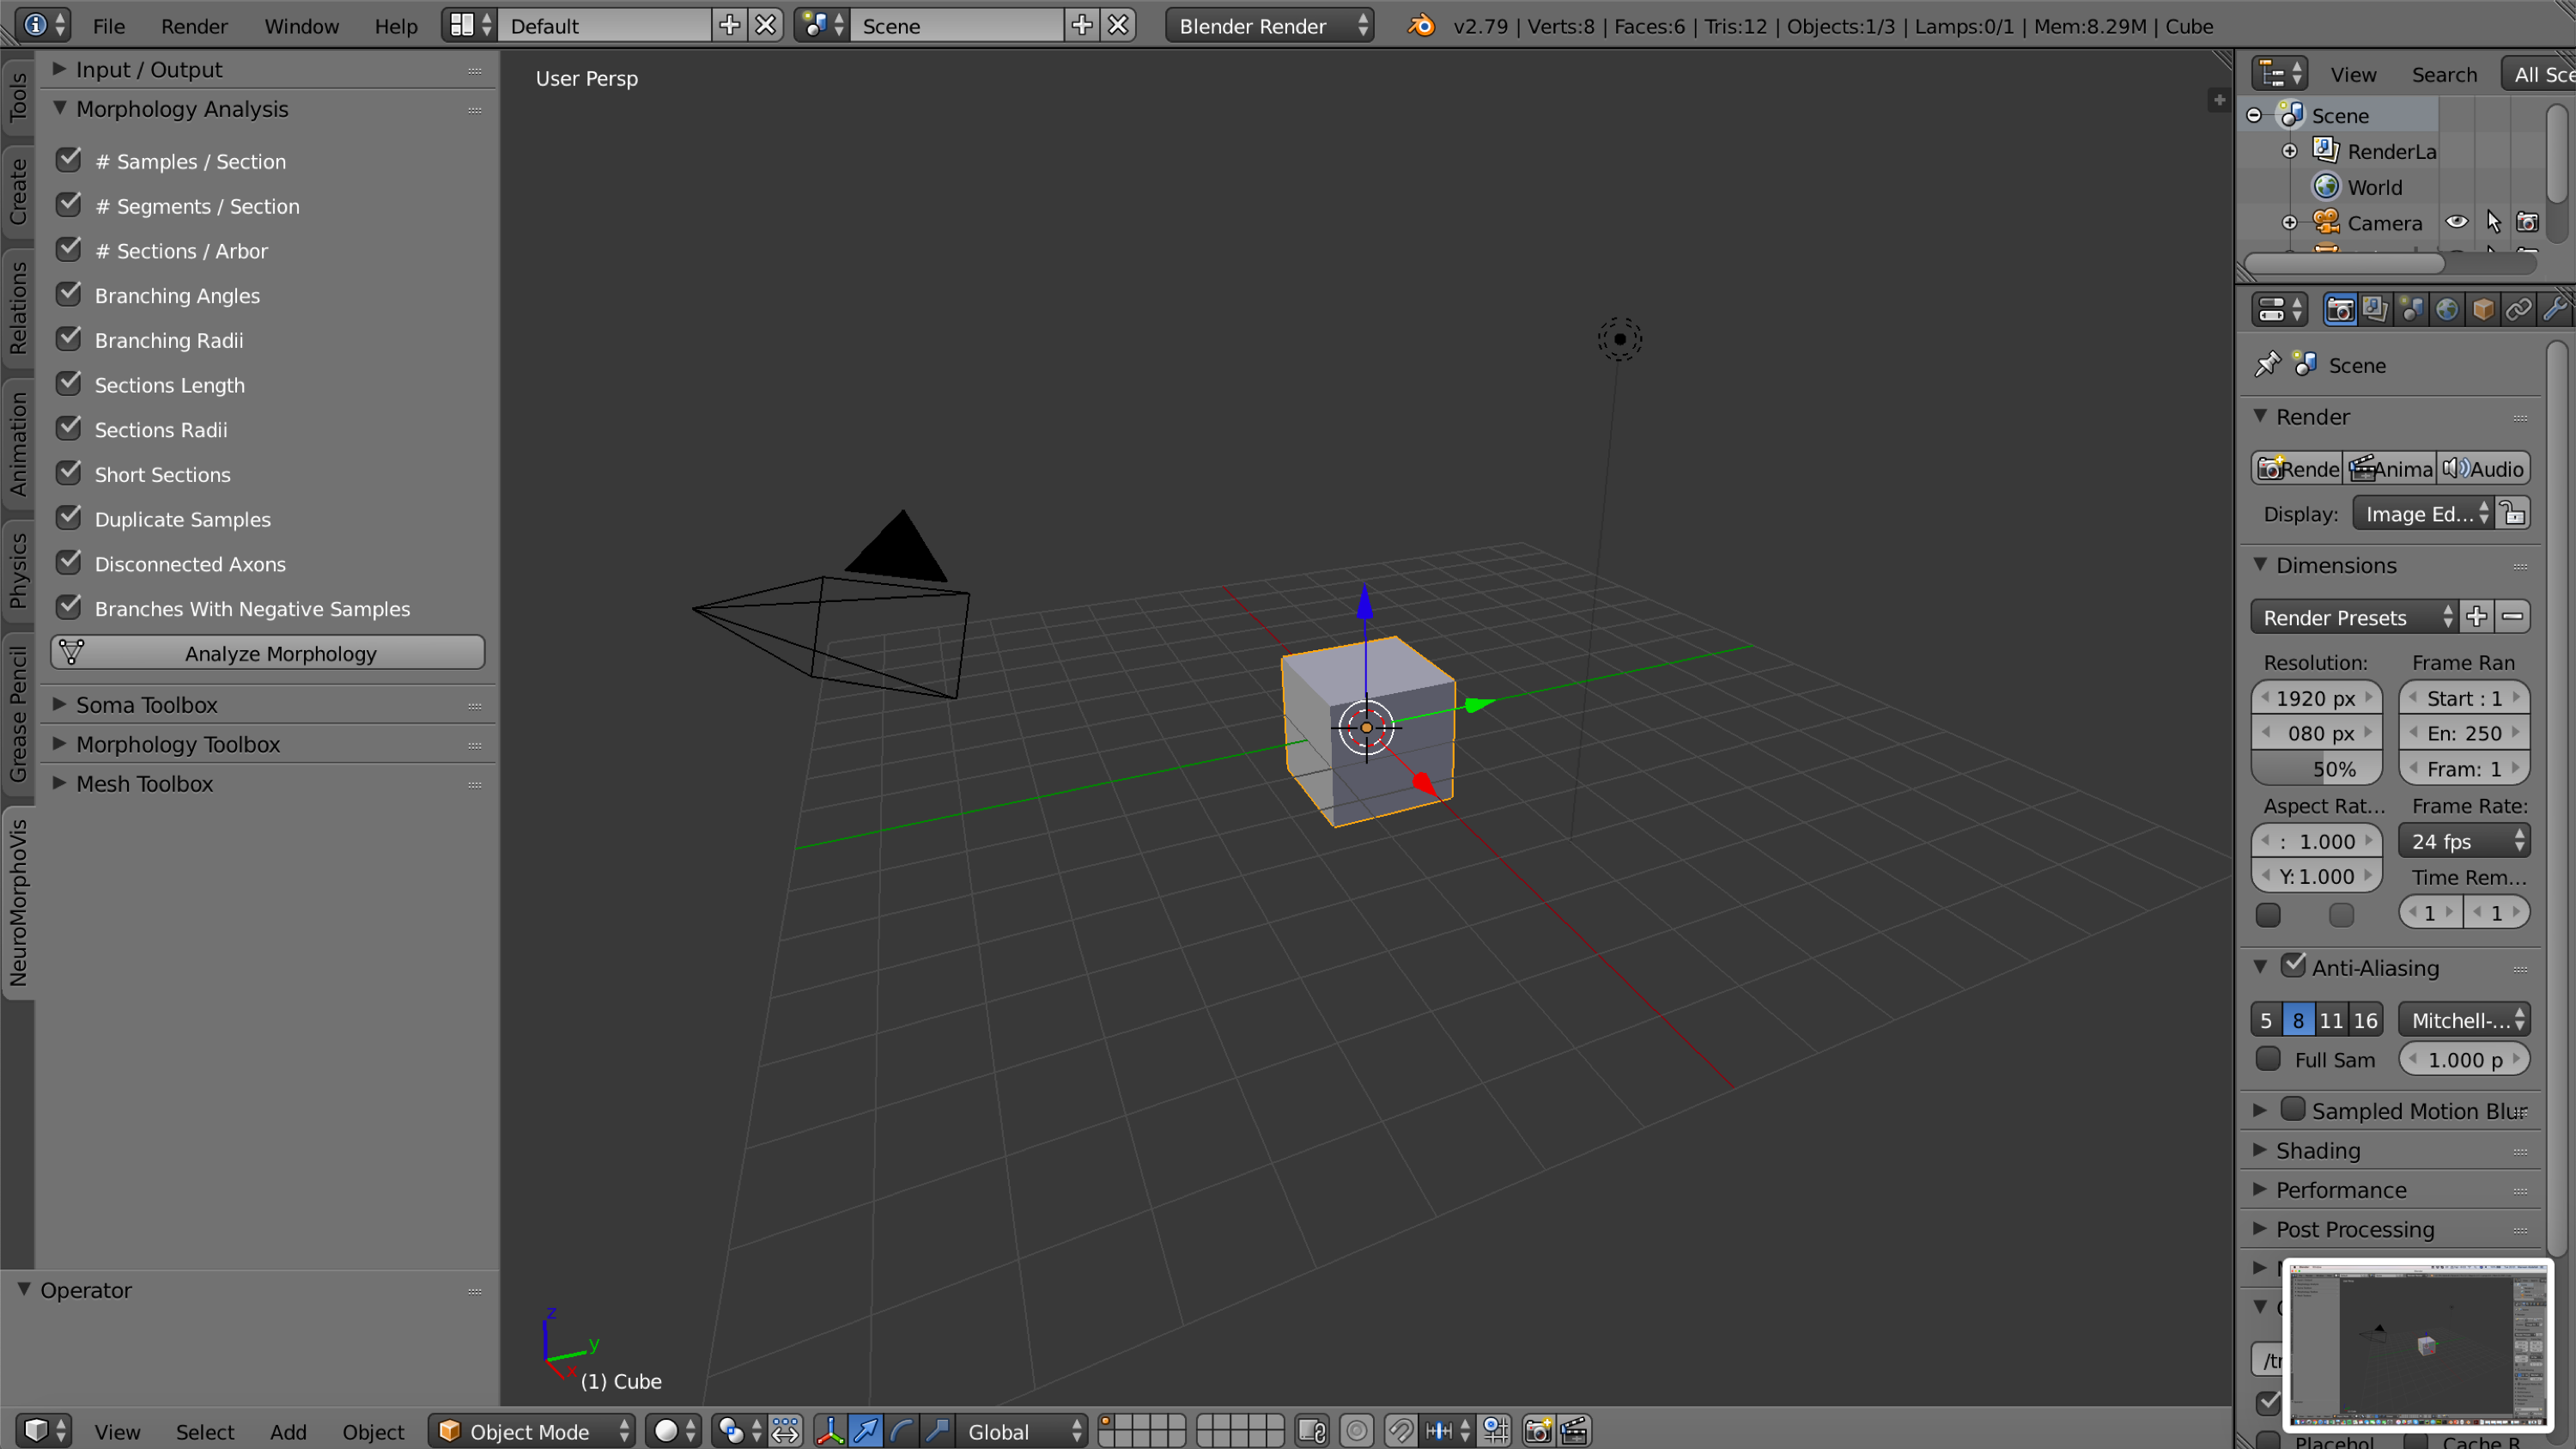 File Render Window Help Default Scene Blender Render v2.79 | Verts:8 | Faces:6 | Tris:12 | Objects:1/3 | Lamps:0/1 | Mem:8.29M | Cube
Tools
Create
Relations
Animation
Physics
Grease Pencil
NeuroMorphoVis
Input / Output
Morphology Analysis
# Samples / Section
# Segments / Section
# Sections / Arbor
Branching Angles
Branching Radii
Sections Length
Sections Radii
Short Sections
Duplicate Samples
Disconnected Axons
Branches With Negative Samples
Analyze Morphology
Soma Toolbox
Morphology Toolbox
Mesh Toolbox
Operator
User Persp
z
y
x
(1) Cube
View Select Add Object Object Mode Global
View Search All Sce
Scene
RenderLa
World
Camera
Scene
Render
Rende Anima Audio
Display: Image Ed...
Dimensions
Render Presets
Resolution: Frame Ran
1920 px Start : 1
080 px En: 250
50% Fram: 1
Aspect Rat... Frame Rate:
: 1.000 24 fps
Y: 1.000 Time Rem...
1 1
Anti-Aliasing
5 8 11 16 Mitchell-...
Full Sam 1.000 p
Sampled Motion Blur
Shading
Performance
Post Processing
Placehol Cache R